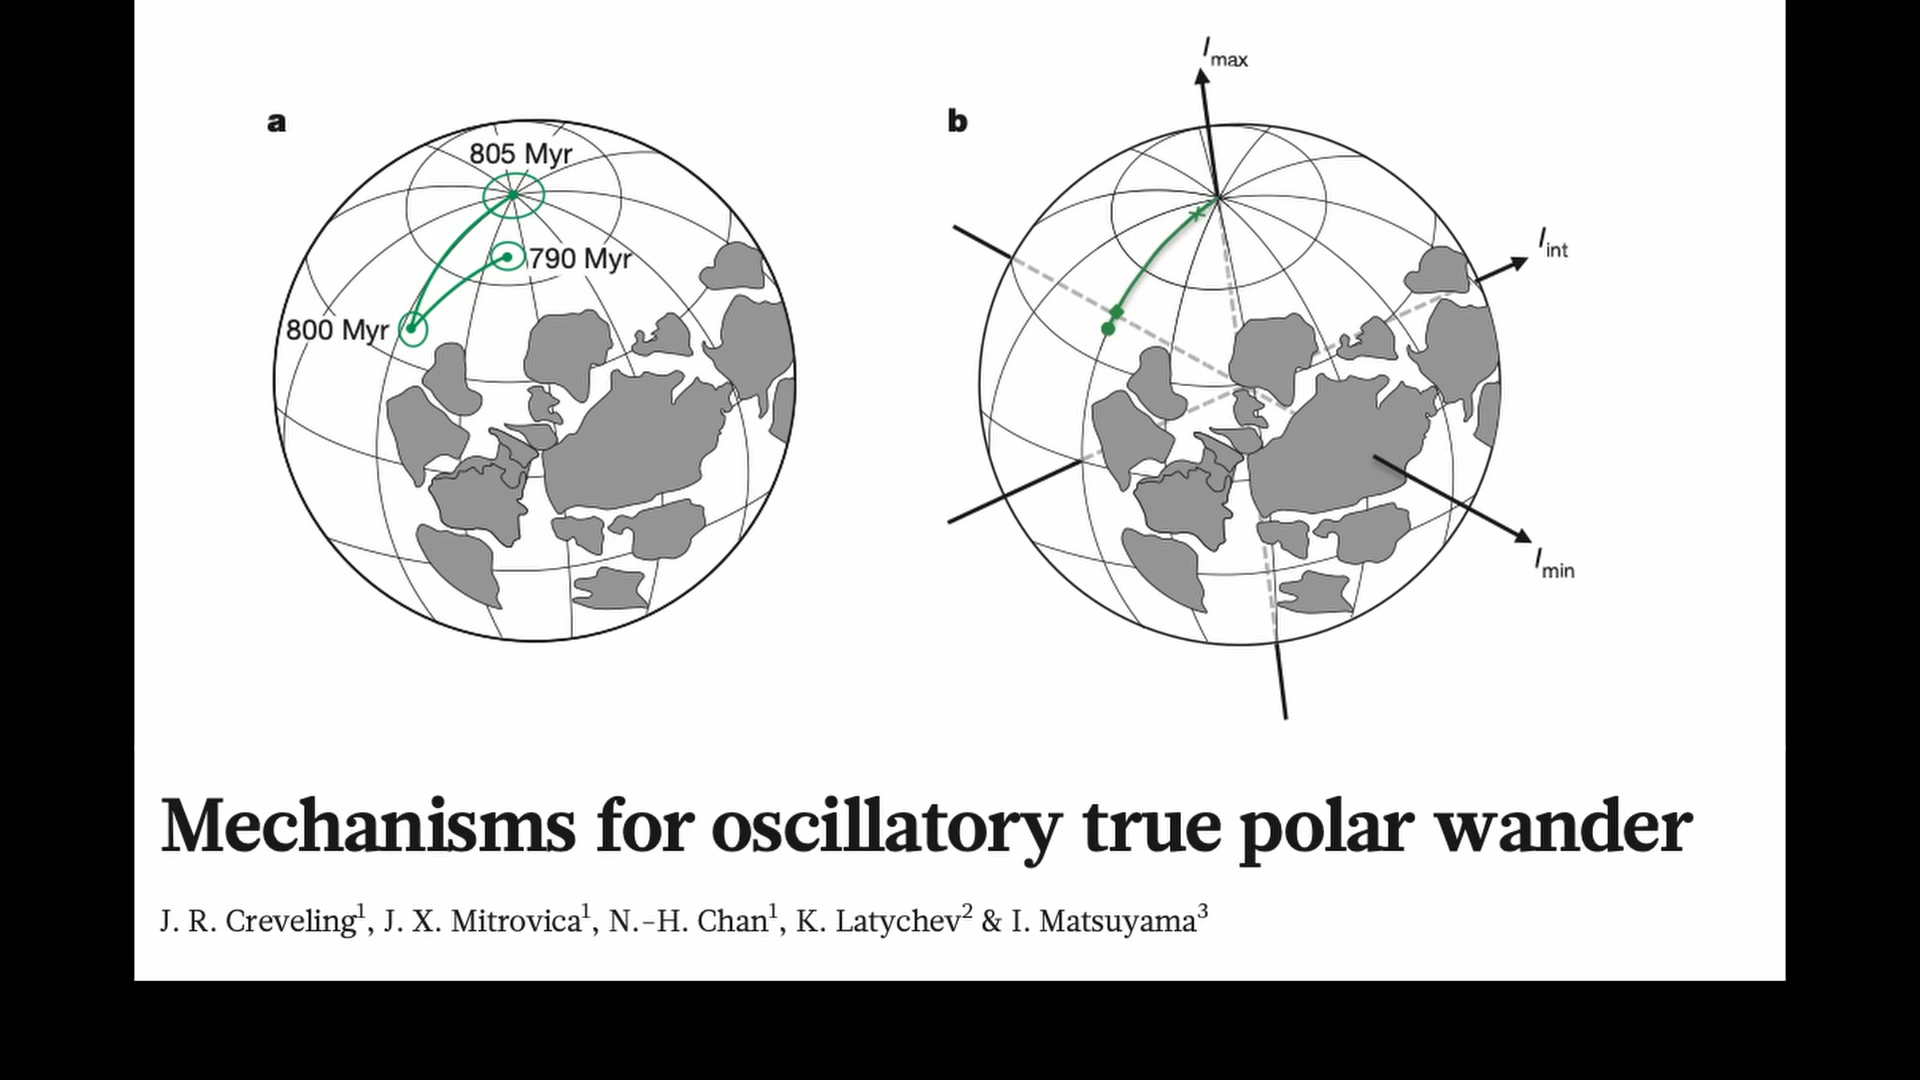 a
805 Myr
790 Myr
800 Myr
b
Imax
Iint
Imin
Mechanisms for oscillatory true polar wander
J. R. Creveling1, J. X. Mitrovica1, N.-H. Chan1, K. Latychev2 & I. Matsuyama3